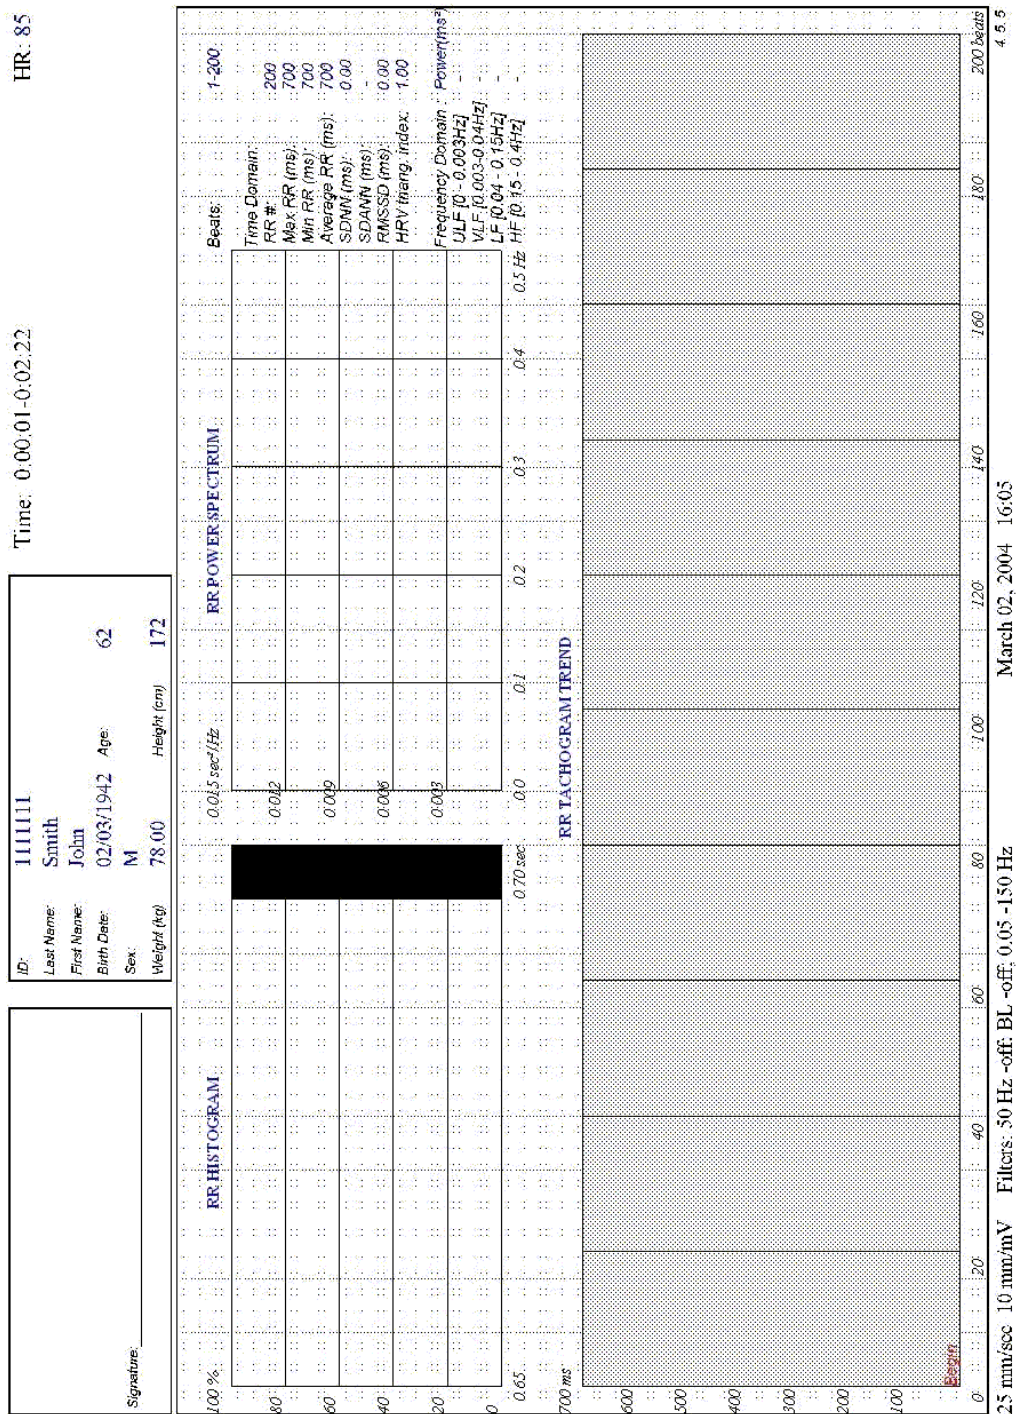 Signature:
ID: 1111111
Last Name: Smith
First Name: John
Birth Date: 02/03/1942 Age: 62
Sex: M
Weight (kg) 78.00 Height (cm) 172
Time: 0:00:01-0:02:22
HR: 85
RR HISTOGRAM
100 %
80
60
40
20
0
0.65
0.70 sec
RR POWER SPECTRUM
0.015 sec²/Hz
0.012
0.009
0.006
0.003
0.0 0.1 0.2 0.3 0.4 0.5 Hz
Beats: 1-200
Time Domain:
RR #: 200
Max RR (ms): 700
Min RR (ms): 700
Average RR (ms): 700
SDNN (ms): 0.00
SDANN (ms): -
RMSSD (ms): 0.00
HRV triang. index: 1.00
Frequency Domain : Power(ms²)
ULF [0 - 0.003Hz] -
VLF [0.003-0.04Hz] -
LF [0.04 - 0.15Hz] -
HF [0.15 - 0.4Hz] -
RR TACHOGRAM TREND
700 ms
600
500
400
300
200
100
Begin
0 20 40 60 80 100 120 140 160 180 200 beats
25 mm/sec 10 mm/mV Filters: 50 Hz -off; BL -off; 0.05 -150 Hz March 02, 2004 16:05 4. 5. 5